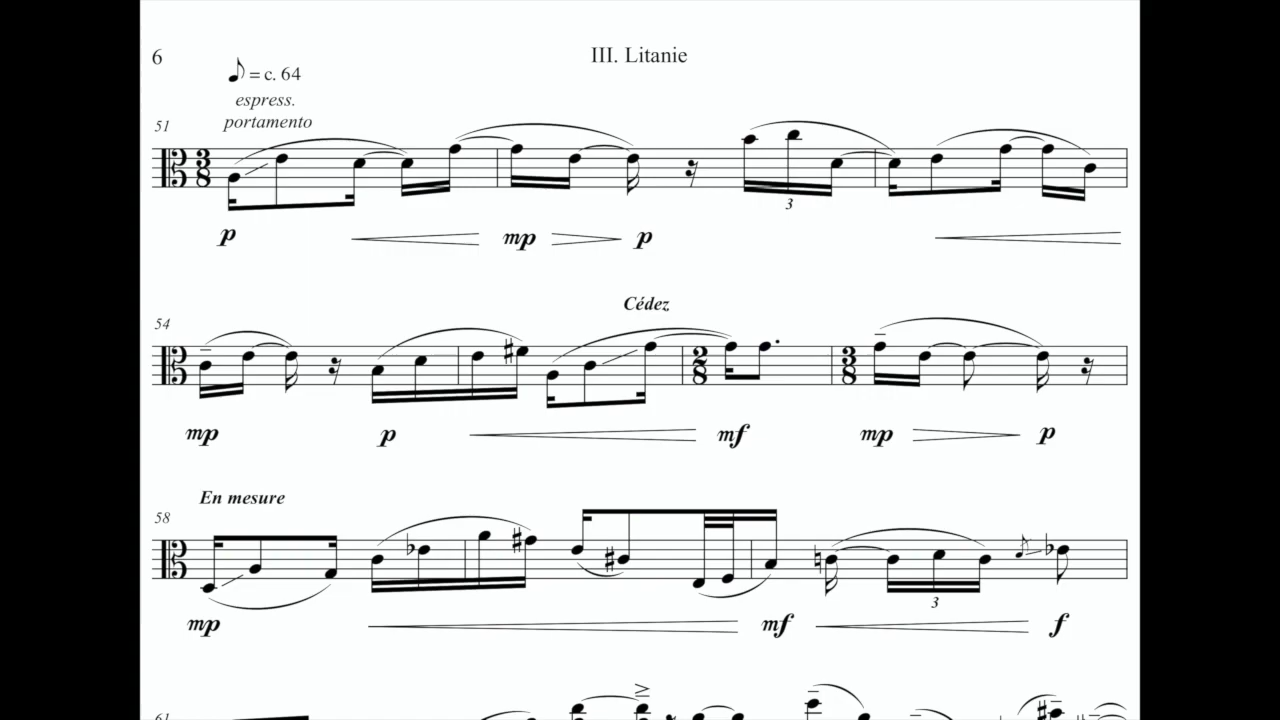 6
III. Litanie
= c. 64
espress.
portamento
51
3
8
p
mp
p
3
Cédez
54
2
8
3
8
mp
p
mf
mp
p
En mesure
58
3
mp
mf
f
61